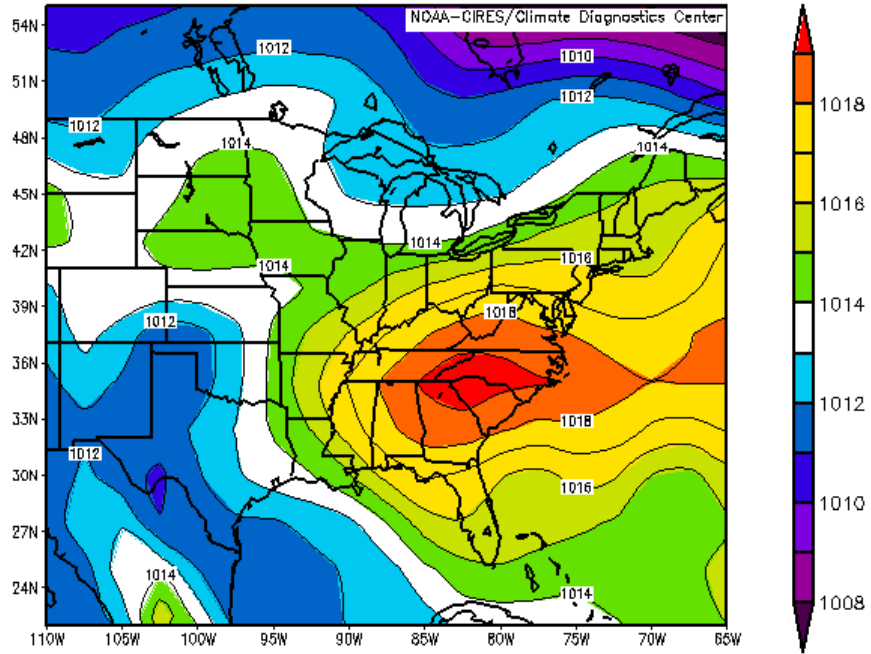 NOAA-CIRES/Climate Diagnostics Center
54N
1012
1010
51N
1012
1018
1012
48N
1014
1014
45N
1016
42N
1014
1014
1016
39N
1018
1014
1012
36N
33N
1018
1012
1012
30N
1016
27N
1010
24N
1014
1014
1008
110W 105W 100W 95W 90W 85W 80W 75W 70W 65W